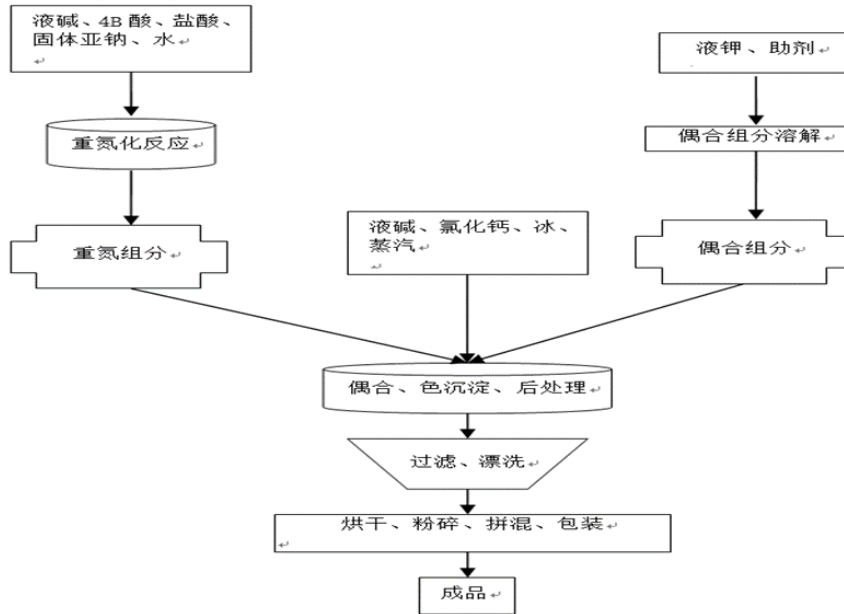 液碱、4B 酸、盐酸、
固体亚钠、水
重氮化反应
重氮组分
液钾、助剂
偶合组分溶解
偶合组分
液碱、氯化钙、冰、
蒸汽
偶合、色沉淀、后处理
过滤、漂洗
烘干、粉碎、拼混、包装
成品